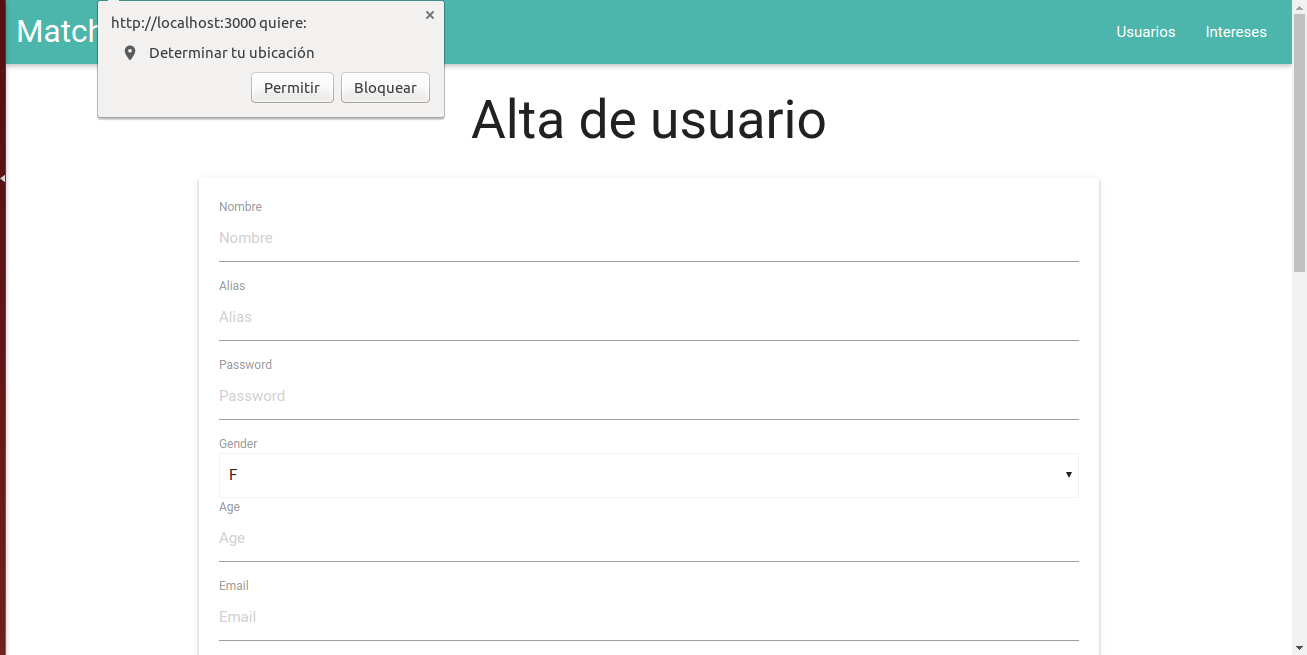 Match
http://localhost:3000 quiere:
Determinar tu ubicación
Permitir
Bloquear
Usuarios
Intereses
Alta de usuario
Nombre
Nombre
Alias
Alias
Password
Password
Gender
F
Age
Age
Email
Email